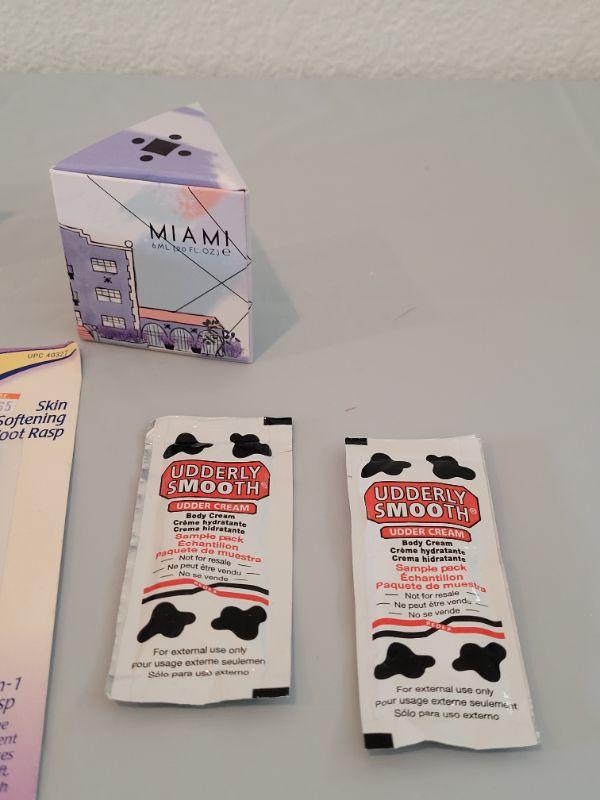 MIAMI
6ML [.20 FL.OZ.] ℮
UPC 40327
Skin
Softening
Foot Rasp
UDDERLY
SMOOTH®
UDDER CREAM
Body Cream
Crème hydratante
Crema hidratante
Sample pack
Échantillon
Paquete de muestra
Not for resale
Ne peut être vendu
No se vende
REDEX
For external use only
Pour usage externe seulement
Sólo para uso externo
UDDERLY
SMOOTH®
UDDER CREAM
Body Cream
Crème hydratante
Crema hidratante
Sample pack
Échantillon
Paquete de muestra
Not for resale
Ne peut être vendu
No se vende
REDEX
For external use only
Pour usage externe seulement
Sólo para uso externo